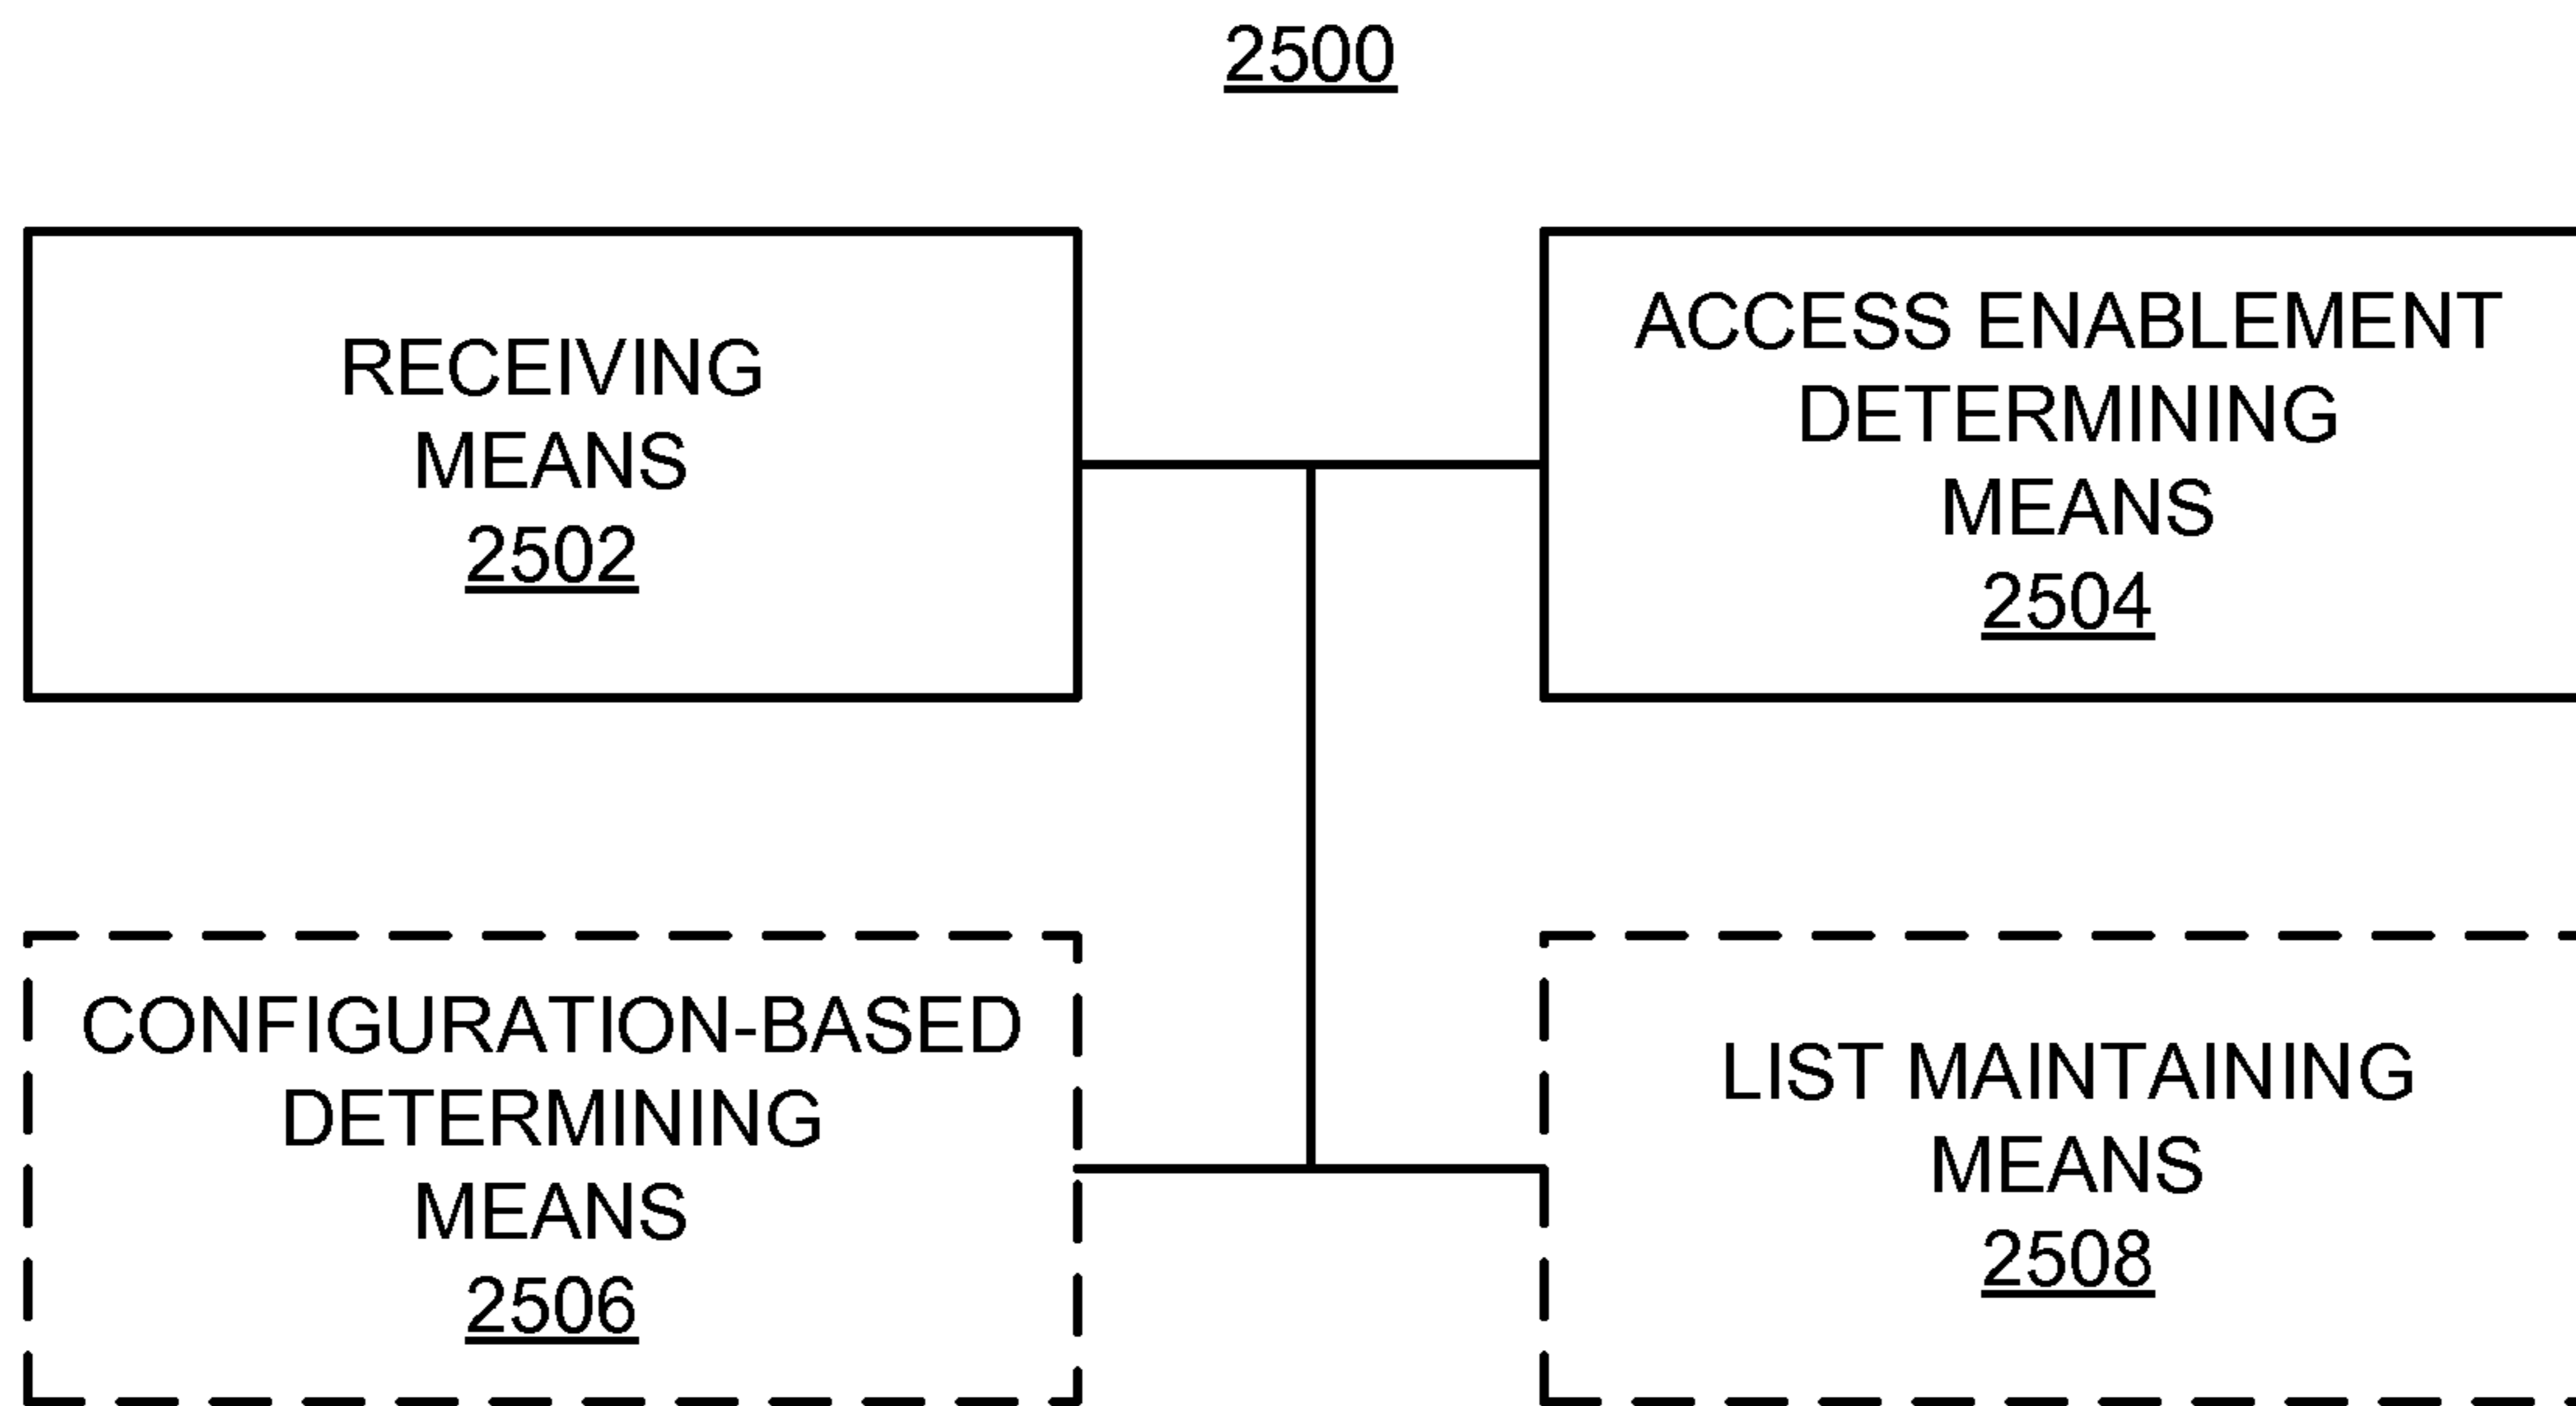 2500
RECEIVING
MEANS
2502
ACCESS ENABLEMENT
DETERMINING
MEANS
2504
CONFIGURATION-BASED
DETERMINING
MEANS
2506
LIST MAINTAINING
MEANS
2508